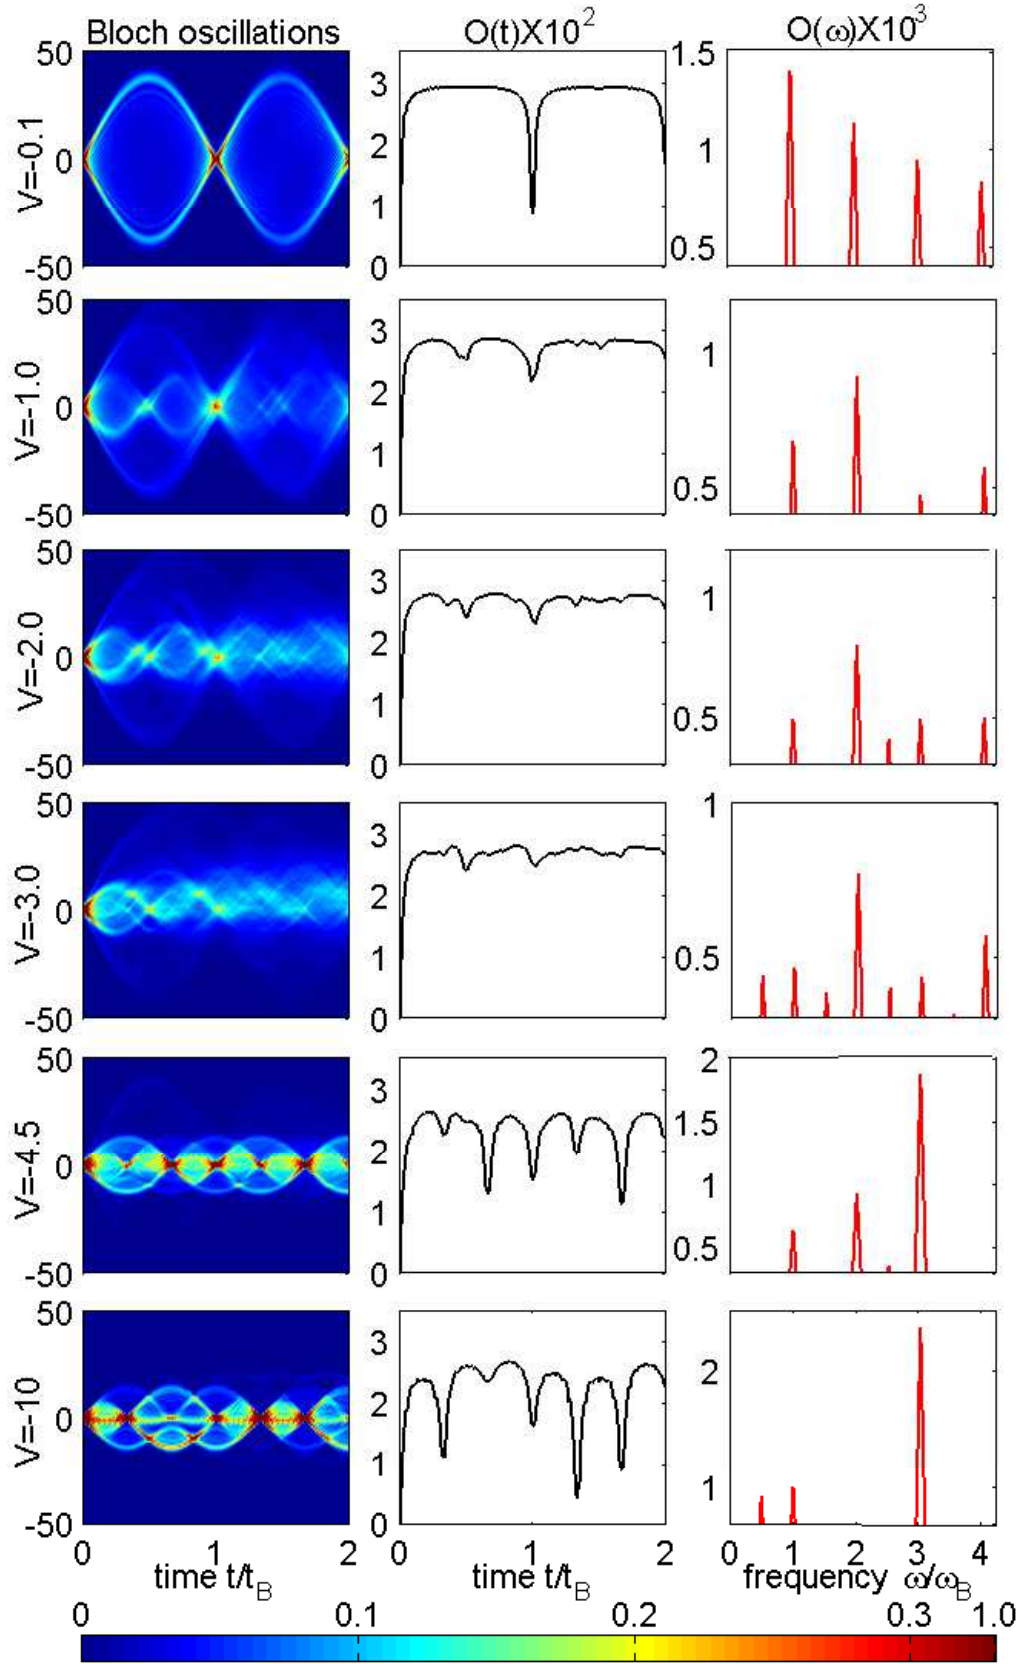 Bloch oscillations O(t)X10² O(ω)X10³
50 0 -50 V=-0.1 3 2 1 0 1.5 1 0.5
50 0 -50 V=-1.0 3 2 1 0 1 0.5
50 0 -50 V=-2.0 3 2 1 0 1 0.5
50 0 -50 V=-3.0 3 2 1 0 1 0.5
50 0 -50 V=-4.5 3 2 1 0 2 1.5 1 0.5
50 0 -50 V=-10 3 2 1 0 2 1
0 1 2 0 1 2 0 1 2 3 4
time t/t_B time t/t_B frequency ω/ω_B
0 0.1 0.2 0.3 1.0